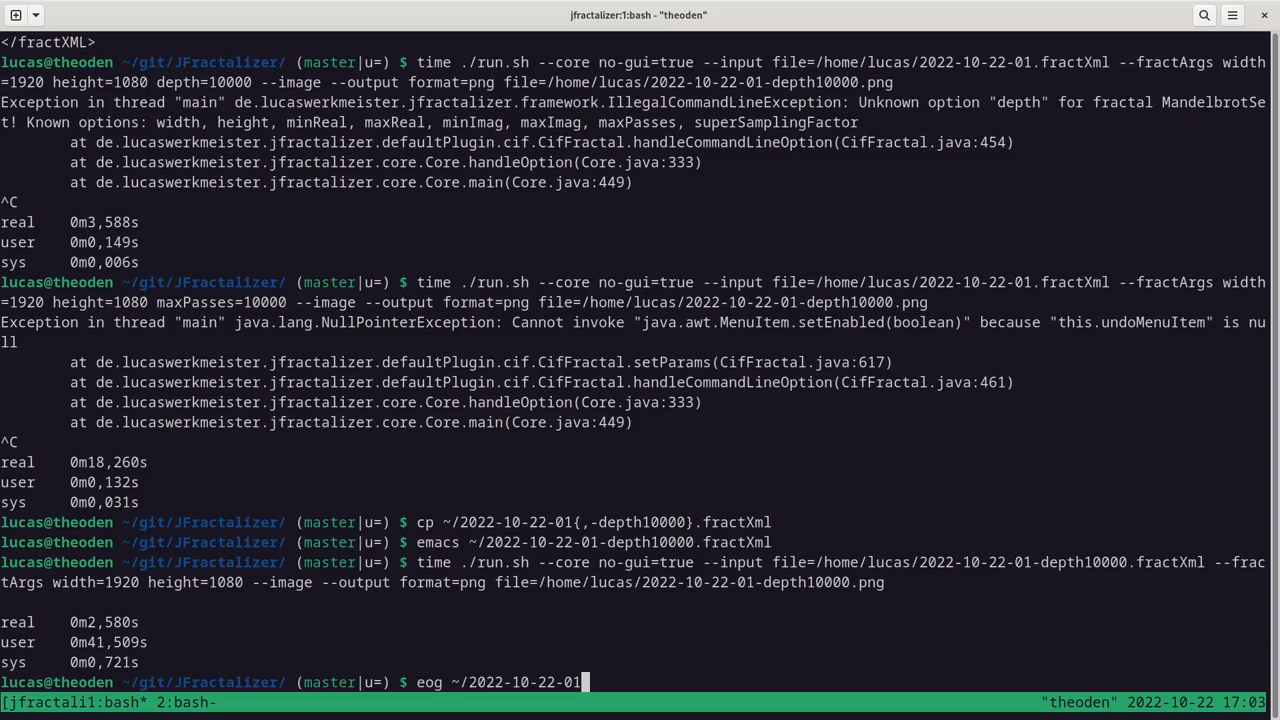 jfractalizer:1:bash - "theoden"
</fractXML>
lucas@theoden ~/git/JFractalizer/ (master|u=) $ time ./run.sh --core no-gui=true --input file=/home/lucas/2022-10-22-01.fractXml --fractArgs width
=1920 height=1080 depth=10000 --image --output format=png file=/home/lucas/2022-10-22-01-depth10000.png
Exception in thread "main" de.lucaswerkmeister.jfractalizer.framework.IllegalCommandLineException: Unknown option "depth" for fractal MandelbrotSe
t! Known options: width, height, minReal, maxReal, minImag, maxImag, maxPasses, superSamplingFactor
        at de.lucaswerkmeister.jfractalizer.defaultPlugin.cif.CifFractal.handleCommandLineOption(CifFractal.java:454)
        at de.lucaswerkmeister.jfractalizer.core.Core.handleOption(Core.java:333)
        at de.lucaswerkmeister.jfractalizer.core.Core.main(Core.java:449)
^C
real    0m3,588s
user    0m0,149s
sys     0m0,006s
lucas@theoden ~/git/JFractalizer/ (master|u=) $ time ./run.sh --core no-gui=true --input file=/home/lucas/2022-10-22-01.fractXml --fractArgs width
=1920 height=1080 maxPasses=10000 --image --output format=png file=/home/lucas/2022-10-22-01-depth10000.png
Exception in thread "main" java.lang.NullPointerException: Cannot invoke "java.awt.MenuItem.setEnabled(boolean)" because "this.undoMenuItem" is nu
ll
        at de.lucaswerkmeister.jfractalizer.defaultPlugin.cif.CifFractal.setParams(CifFractal.java:617)
        at de.lucaswerkmeister.jfractalizer.defaultPlugin.cif.CifFractal.handleCommandLineOption(CifFractal.java:461)
        at de.lucaswerkmeister.jfractalizer.core.Core.handleOption(Core.java:333)
        at de.lucaswerkmeister.jfractalizer.core.Core.main(Core.java:449)
^C
real    0m18,260s
user    0m0,132s
sys     0m0,031s
lucas@theoden ~/git/JFractalizer/ (master|u=) $ cp ~/2022-10-22-01{,-depth10000}.fractXml
lucas@theoden ~/git/JFractalizer/ (master|u=) $ emacs ~/2022-10-22-01-depth10000.fractXml
lucas@theoden ~/git/JFractalizer/ (master|u=) $ time ./run.sh --core no-gui=true --input file=/home/lucas/2022-10-22-01-depth10000.fractXml --frac
tArgs width=1920 height=1080 --image --output format=png file=/home/lucas/2022-10-22-01-depth10000.png
real    0m2,580s
user    0m41,509s
sys     0m0,721s
lucas@theoden ~/git/JFractalizer/ (master|u=) $ eog ~/2022-10-22-01
[jfractali1:bash* 2:bash- "theoden" 2022-10-22 17:03